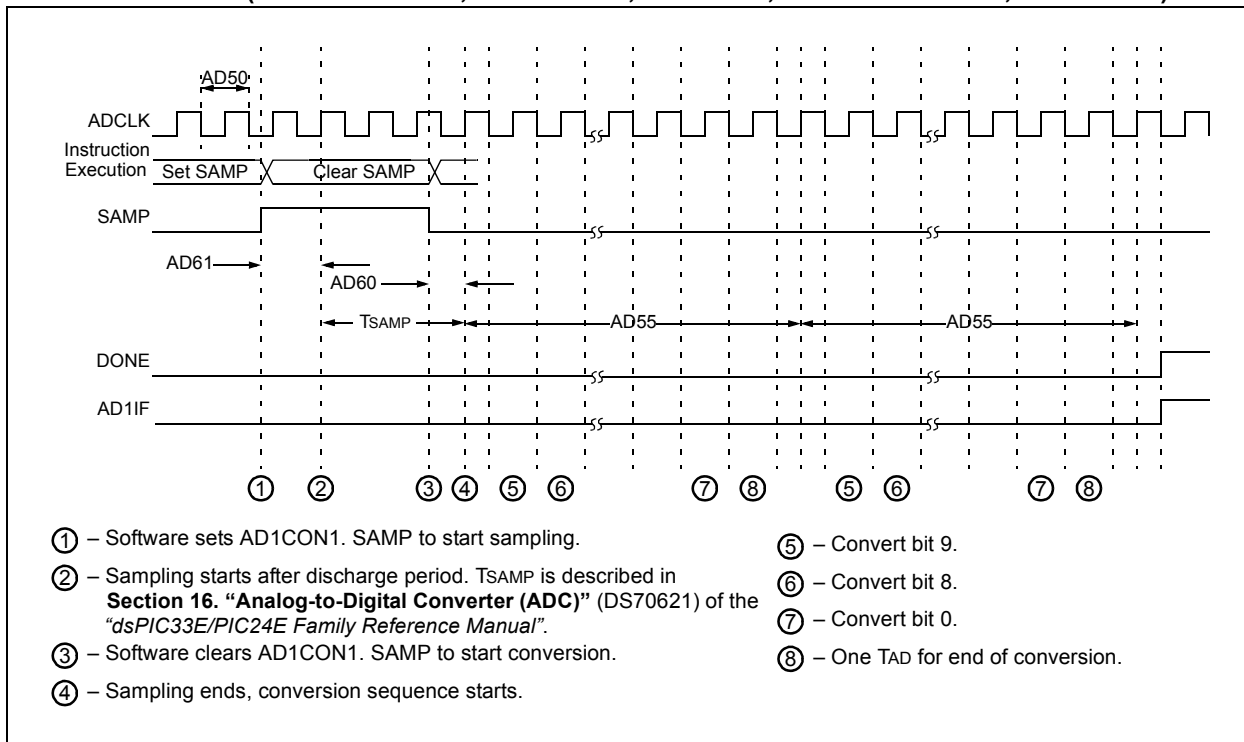 AD50
ADCLK
Instruction
Execution
Set SAMP
Clear SAMP
SAMP
AD61
AD60
TSAMP
AD55
AD55
DONE
AD1IF
1 2 3 4 5 6 7 8 5 6 7 8
1 – Software sets AD1CON1. SAMP to start sampling.
2 – Sampling starts after discharge period. TSAMP is described in
Section 16. “Analog-to-Digital Converter (ADC)” (DS70621) of the
“dsPIC33E/PIC24E Family Reference Manual”.
3 – Software clears AD1CON1. SAMP to start conversion.
4 – Sampling ends, conversion sequence starts.
5 – Convert bit 9.
6 – Convert bit 8.
7 – Convert bit 0.
8 – One TAD for end of conversion.